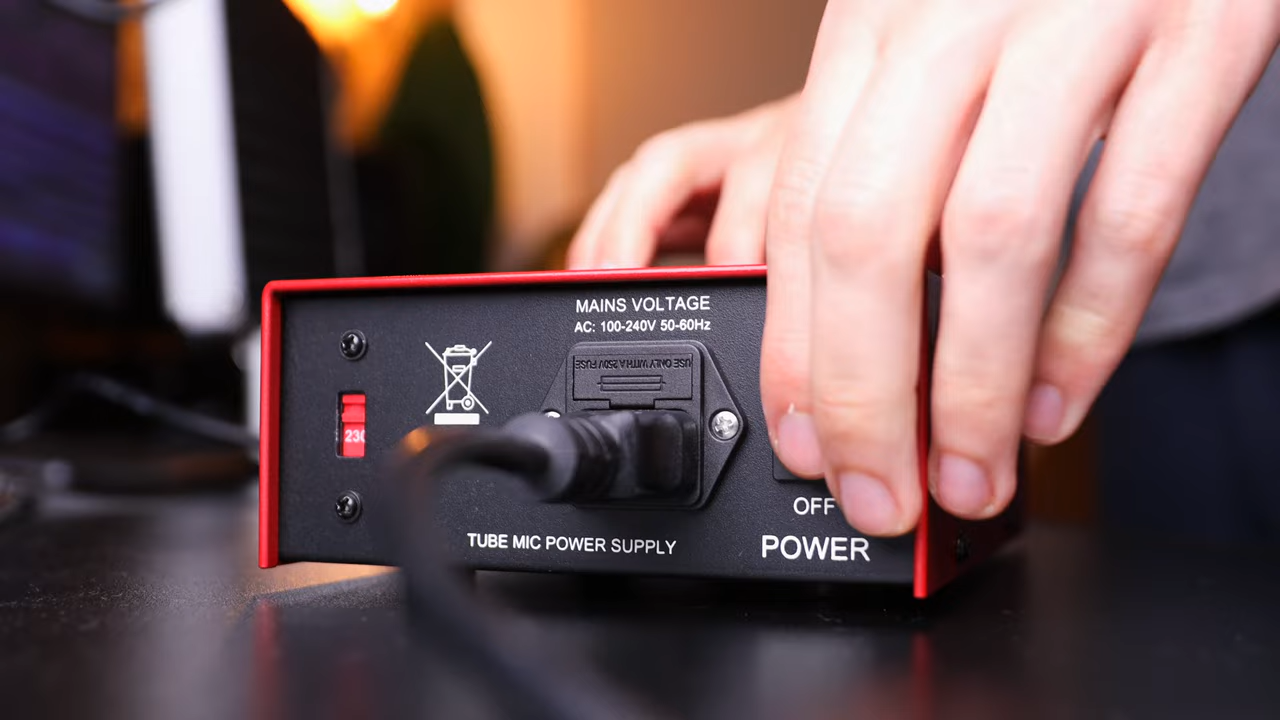 MAINS VOLTAGE
AC: 100-240V 50-60Hz
USE ONLY WITH A 250V FUSE
230
OFF
TUBE MIC POWER SUPPLY
POWER